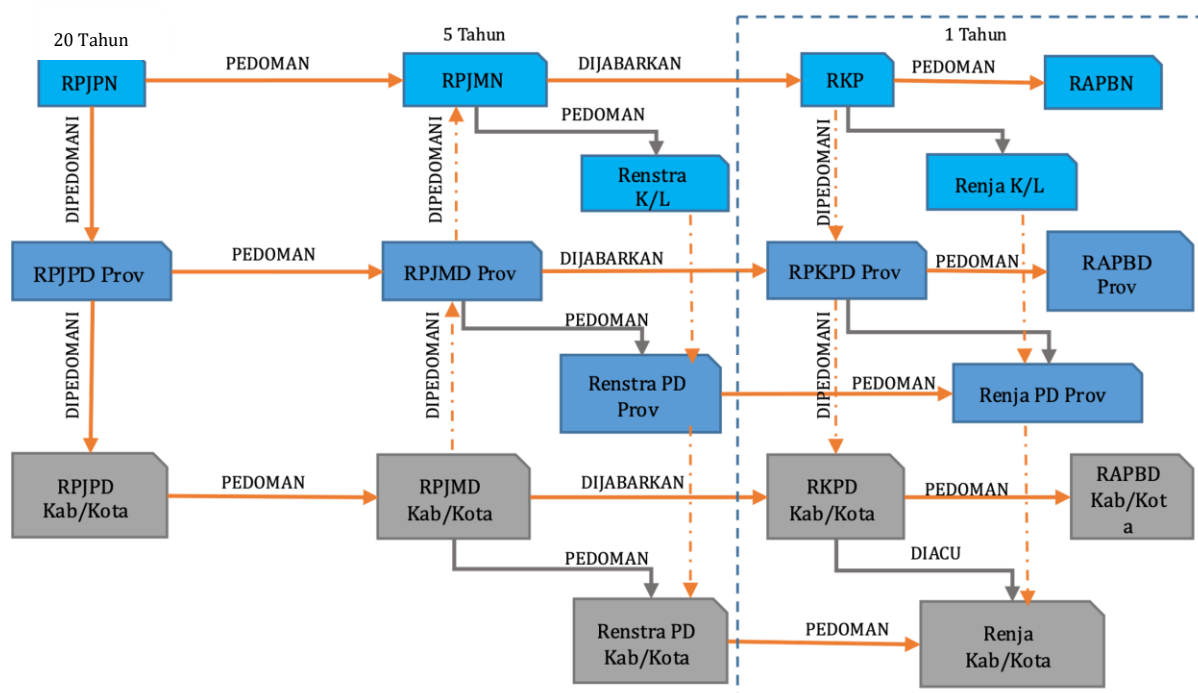 20 Tahun
5 Tahun
1 Tahun
RPJPN
PEDOMAN
RPJMN
DIJABARKAN
RKP
PEDOMAN
RAPBN
DIPEDOMANI
DIPEDOMANI
PEDOMAN
Renstra
K/L
DIPEDOMANI
Renja K/L
RPJPD Prov
PEDOMAN
RPJMD Prov
DIJABARKAN
RPKPD Prov
PEDOMAN
RAPBD
Prov
DIPEDOMANI
DIPEDOMANI
PEDOMAN
Renstra PD
Prov
PEDOMAN
DIPEDOMANI
Renja PD Prov
RPJPD
Kab/Kota
PEDOMAN
RPJMD
Kab/Kota
DIJABARKAN
RKPD
Kab/Kota
PEDOMAN
RAPBD
Kab/Kot
a
PEDOMAN
DIACU
Renstra PD
Kab/Kota
PEDOMAN
Renja
Kab/Kota